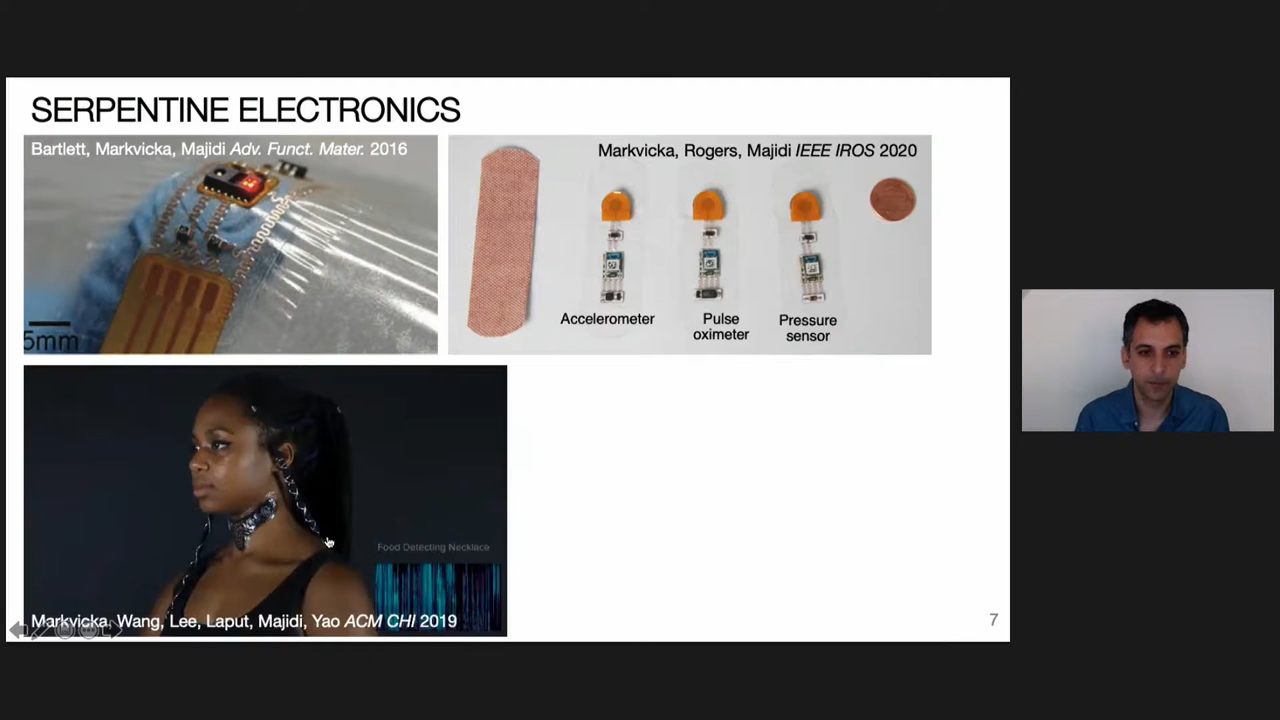 SERPENTINE ELECTRONICS
Bartlett, Markvicka, Majidi Adv. Funct. Mater. 2016
5mm
Markvicka, Rogers, Majidi IEEE IROS 2020
Accelerometer
Pulse
oximeter
Pressure
sensor
Food Detecting Necklace
Markvicka, Wang, Lee, Laput, Majidi, Yao ACM CHI 2019
7